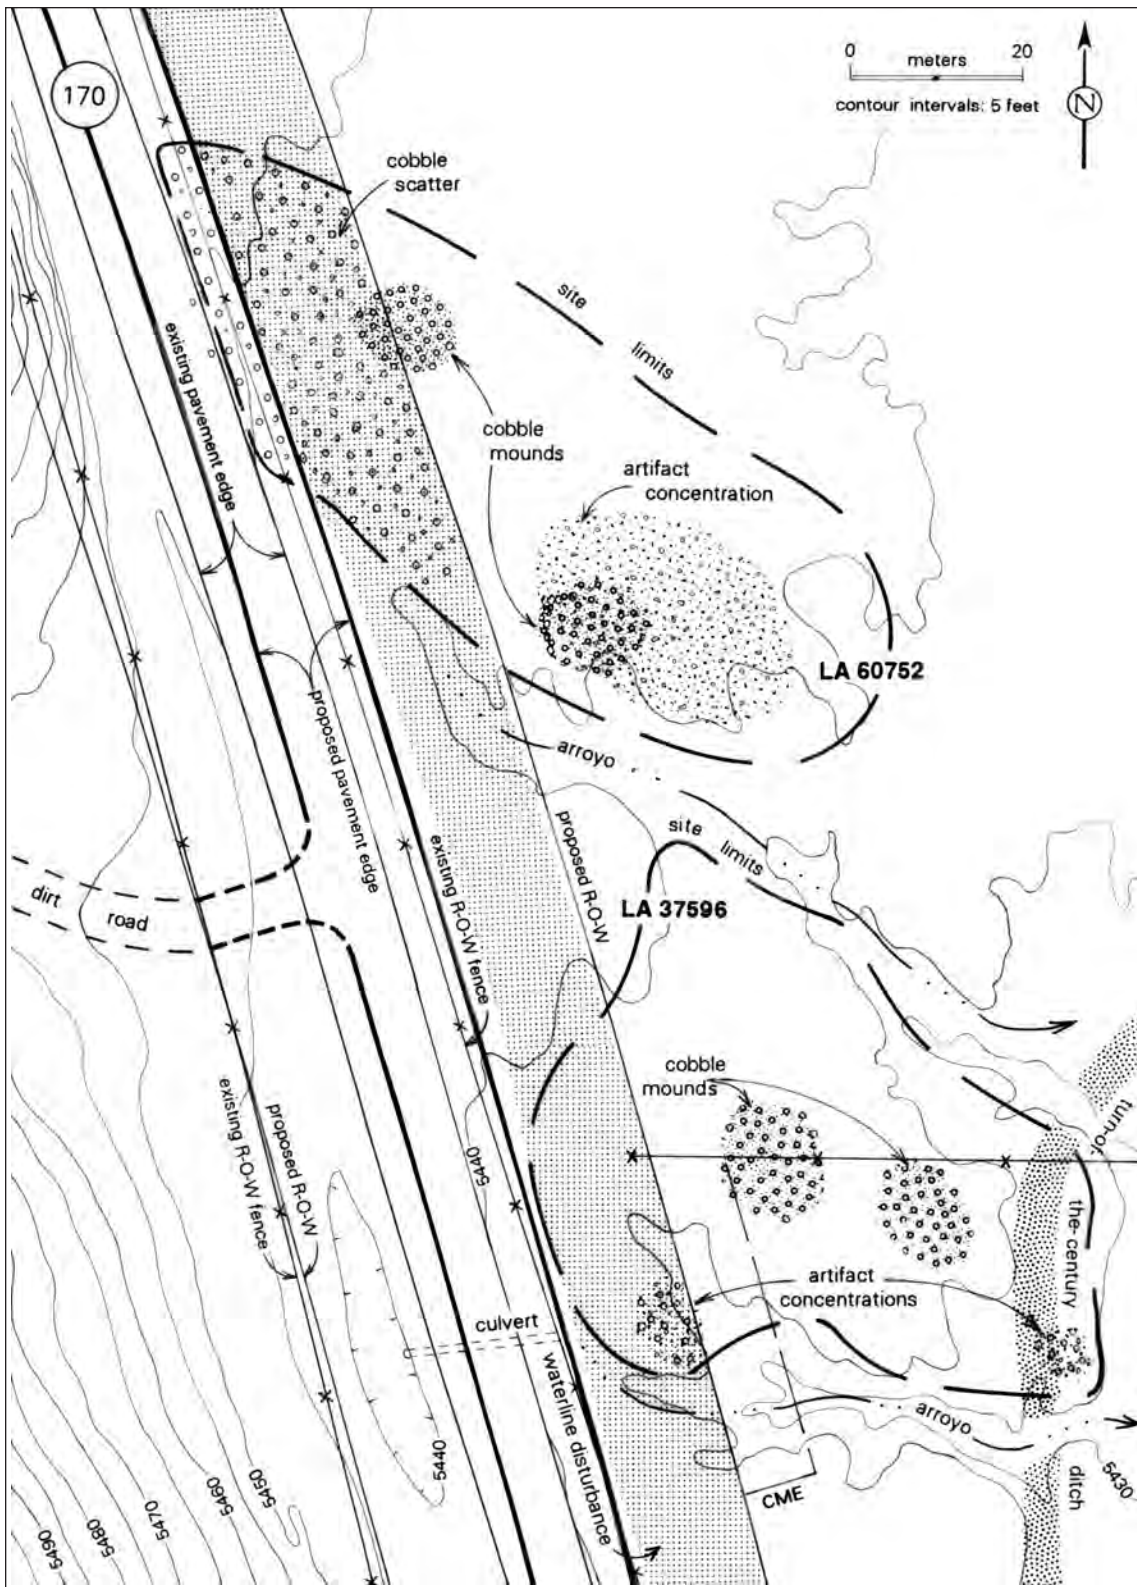 170
0 20
meters
contour intervals: 5 feet
N
cobble
scatter
site
limits
existing pavement edge
cobble
mounds
artifact
concentration
LA 60752
proposed pavement edge
arroyo
existing R-O-W fence
proposed R-O-W
site
limits
LA 37596
dirt road
cobble
mounds
turn-of-
the-century
ditch
existing R-O-W fence
proposed R-O-W
5440
artifact
concentrations
culvert
waterline disturbance
arroyo
5440
CME
5430
5450
5460
5470
5480
5490